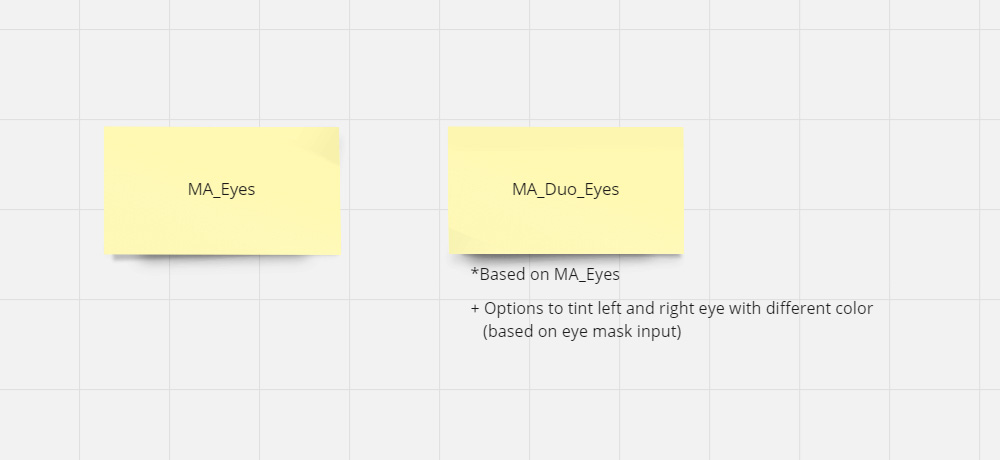 MA_Eyes
MA_Duo_Eyes
*Based on MA_Eyes
+ Options to tint left and right eye with different color
(based on eye mask input)